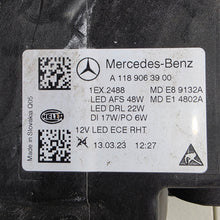 Mercedes-Benz
A 118 906 39 00
1EX.2488 MD E8 9132A
LED AFS 48W MD E1 4802A
LED DRL 22W
DI 17W/PO 6W
12V LED ECE RHT
13.03.23 12:27
Made in Slovakia Q05
HELLA